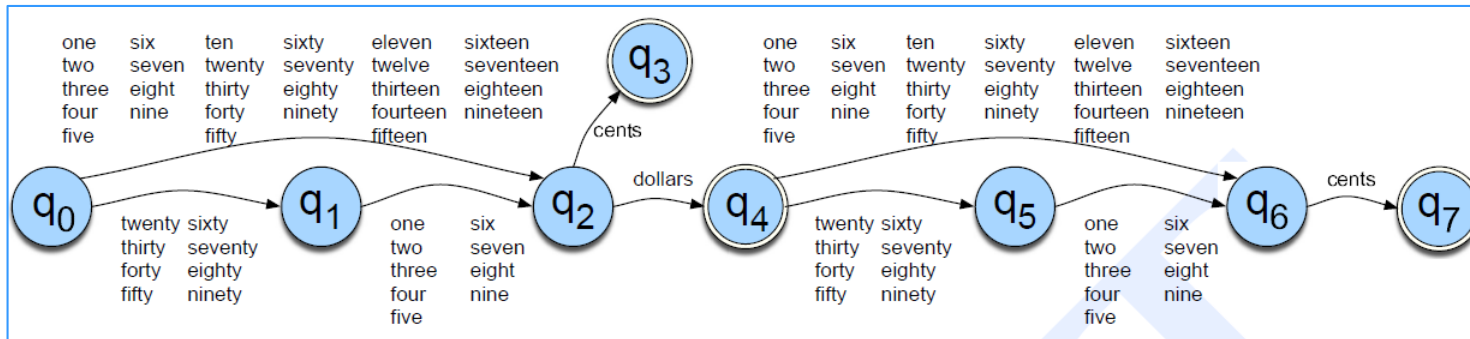 one six ten sixty eleven sixteen
two seven twenty seventy twelve seventeen
three eight thirty eighty thirteen eighteen
four nine forty ninety fourteen nineteen
five fifty fifteen
q3
one six ten sixty eleven sixteen
two seven twenty seventy twelve seventeen
three eight thirty eighty thirteen eighteen
four nine forty ninety fourteen nineteen
five fifty fifteen
cents
dollars
cents
q0 q1 q2 q4 q5 q6 q7
twenty sixty
thirty seventy
forty eighty
fifty ninety
one six
two seven
three eight
four nine
five
twenty sixty
thirty seventy
forty eighty
fifty ninety
one six
two seven
three eight
four nine
five